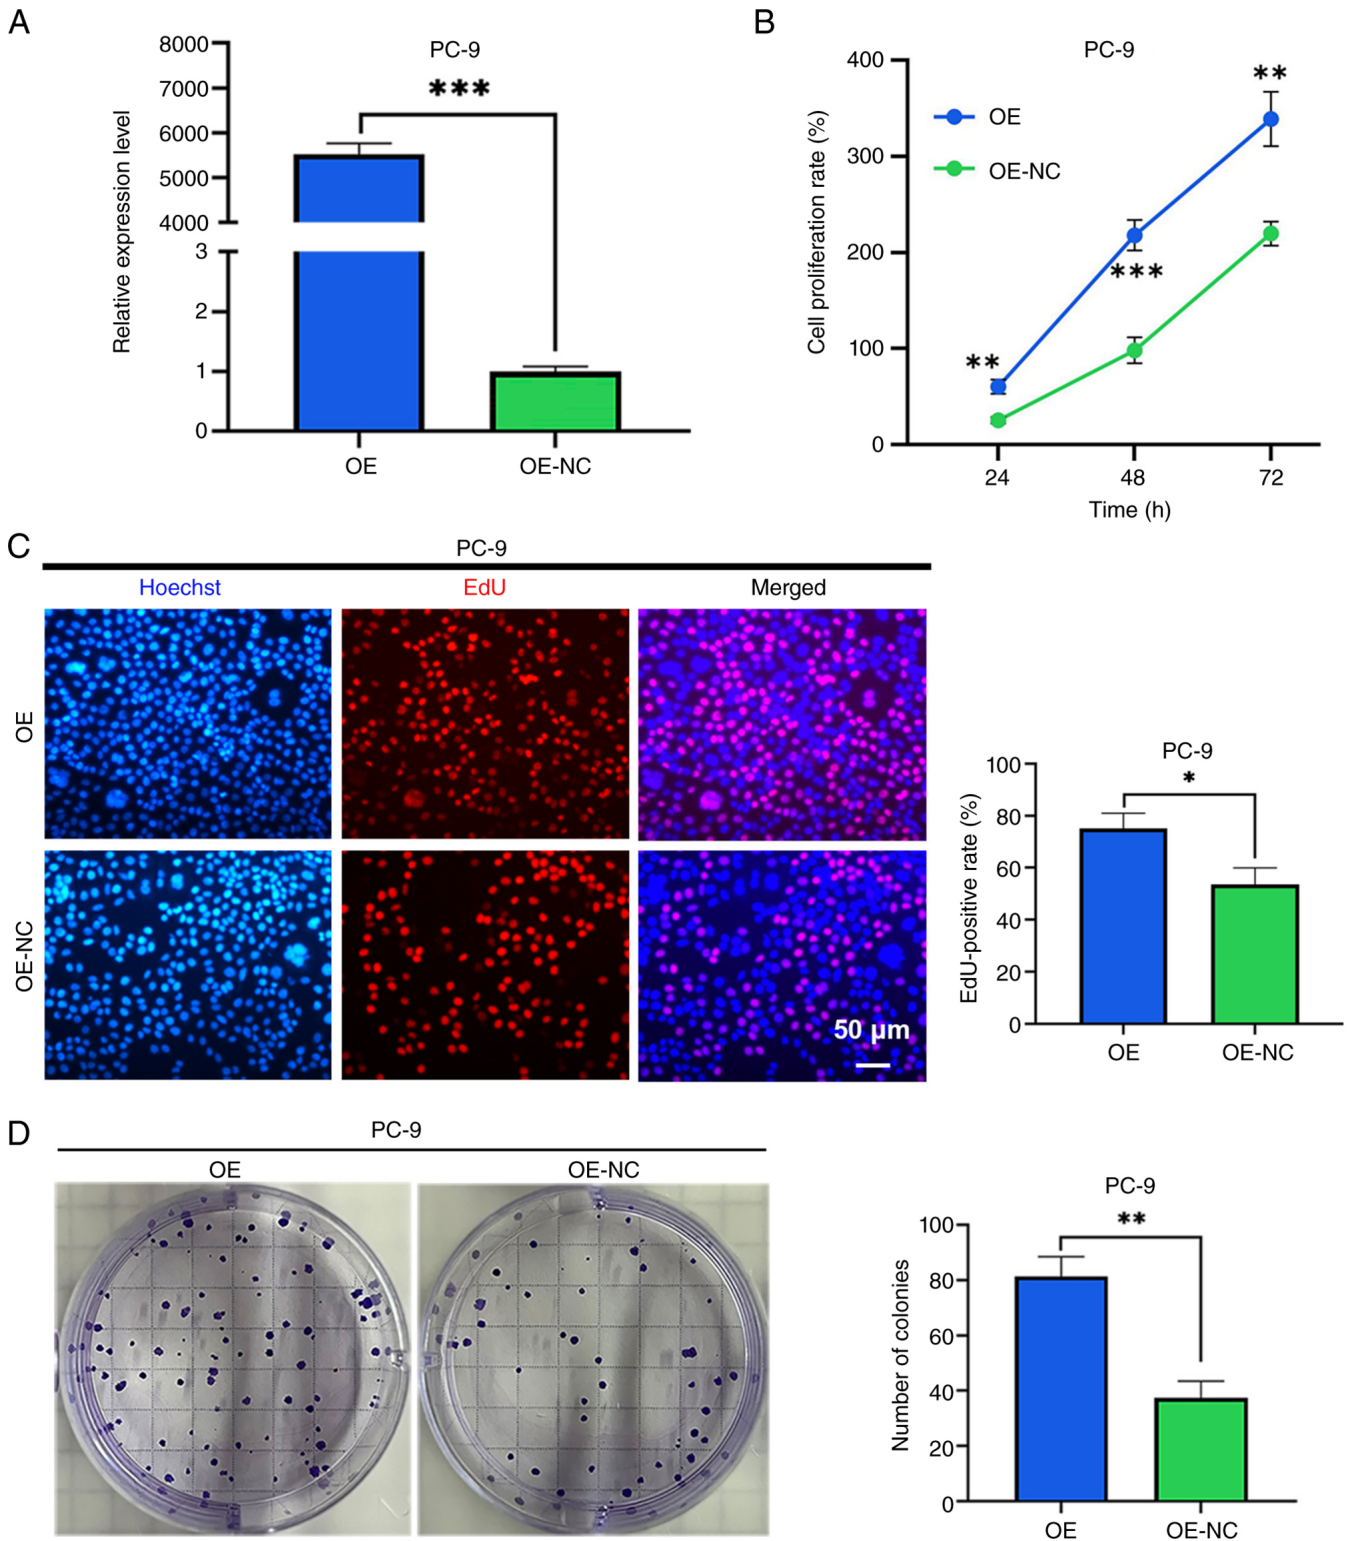 A
PC-9
***
8000
7000
6000
5000
4000
3
2
1
0
Relative expression level
OE
OE-NC
B
PC-9
400
300
200
100
0
Cell proliferation rate (%)
OE
OE-NC
**
***
**
24
48
72
Time (h)
C
PC-9
Hoechst
EdU
Merged
OE
OE-NC
50 µm
PC-9
*
100
80
60
40
20
0
EdU-positive rate (%)
OE
OE-NC
D
PC-9
OE
OE-NC
PC-9
**
100
80
60
40
20
0
Number of colonies
OE
OE-NC